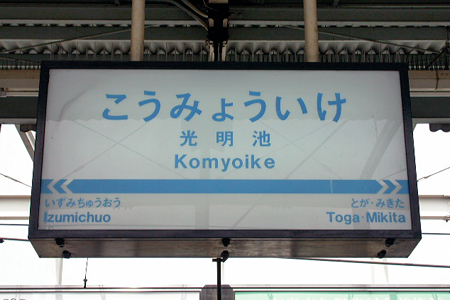 こうみょういけ
光明池
Komyoike
いずみちゅうおう
Izumichuo
とが・みきた
Toga·Mikita